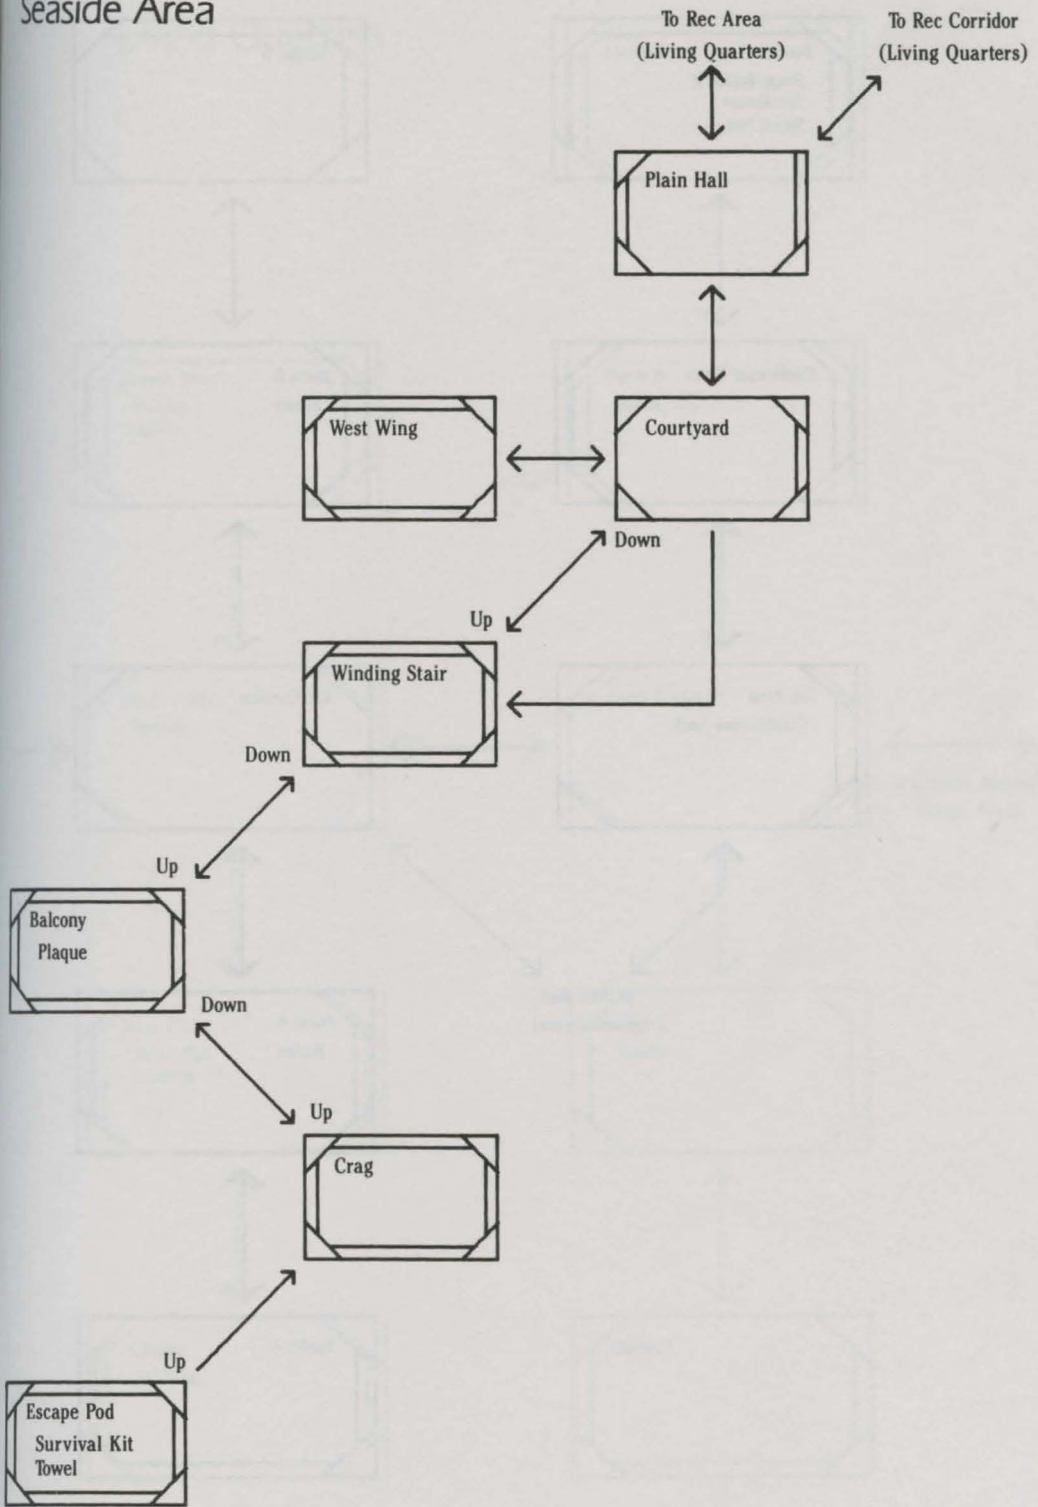 Seaside Area
To Rec Area
(Living Quarters)
To Rec Corridor
(Living Quarters)
Plain Hall
West Wing
Courtyard
Down
Up
Winding Stair
Down
Up
Balcony
Plaque
Down
Up
Crag
Up
Escape Pod
Survival Kit
Towel